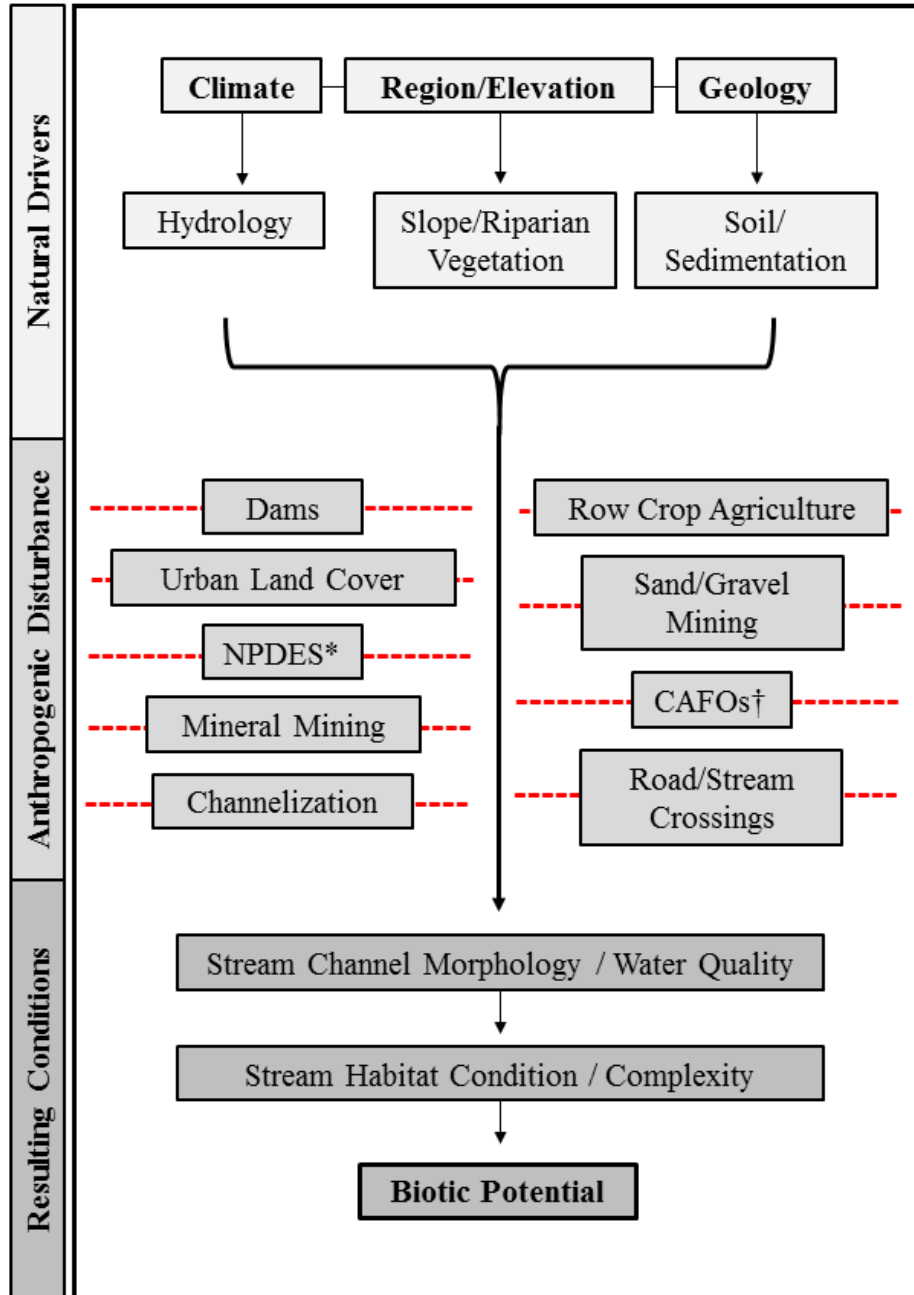 Natural Drivers
Climate
Region/Elevation
Geology
Hydrology
Slope/Riparian
Vegetation
Soil/
Sedimentation
Anthropogenic Disturbance
Dams
Urban Land Cover
NPDES*
Mineral Mining
Channelization
Row Crop Agriculture
Sand/Gravel
Mining
CAFOs†
Road/Stream
Crossings
Resulting Conditions
Stream Channel Morphology / Water Quality
Stream Habitat Condition / Complexity
Biotic Potential